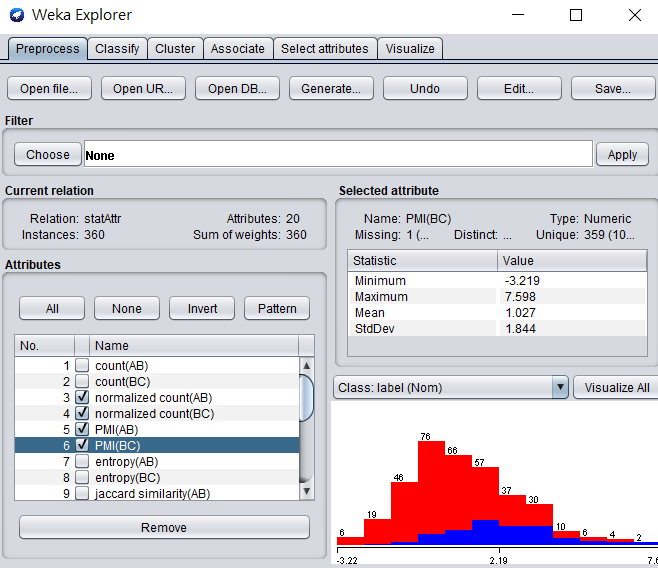 Weka Explorer
Preprocess Classify Cluster Associate Select attributes Visualize
Open file... Open UR... Open DB... Generate... Undo Edit... Save...
Filter
Choose None Apply
Current relation
Relation: statAttr Attributes: 20
Instances: 360 Sum of weights: 360
Attributes
All None Invert Pattern
No. Name
1 count(AB)
2 count(BC)
3 normalized count(AB)
4 normalized count(BC)
5 PMI(AB)
6 PMI(BC)
7 entropy(AB)
8 entropy(BC)
9 jaccard similarity(AB)
Remove
Selected attribute
Name: PMI(BC) Type: Numeric
Missing: 1 (... Distinct: ... Unique: 359 (10...
Statistic Value
Minimum -3.219
Maximum 7.598
Mean 1.027
StdDev 1.844
Class: label (Nom) Visualize All
6 19 46 76 66 57 37 30 10 6 4 2
-3.22 2.19 7.6